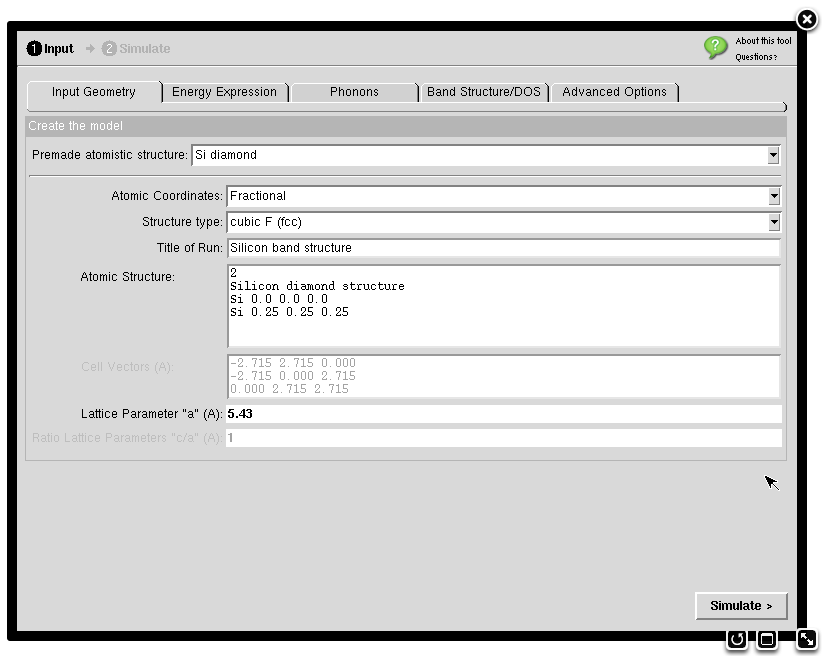 1 Input → 2 Simulate
About this tool
Questions?
Input Geometry Energy Expression Phonons Band Structure/DOS Advanced Options
Create the model
Premade atomistic structure: Si diamond
Atomic Coordinates: Fractional
Structure type: cubic F (fcc)
Title of Run: Silicon band structure
Atomic Structure:
2
Silicon diamond structure
Si 0.0 0.0 0.0
Si 0.25 0.25 0.25
Cell Vectors (A):
-2.715 2.715 0.000
-2.715 0.000 2.715
0.000 2.715 2.715
Lattice Parameter "a" (A): 5.43
Ratio Lattice Parameters "c/a" (A): 1
Simulate >